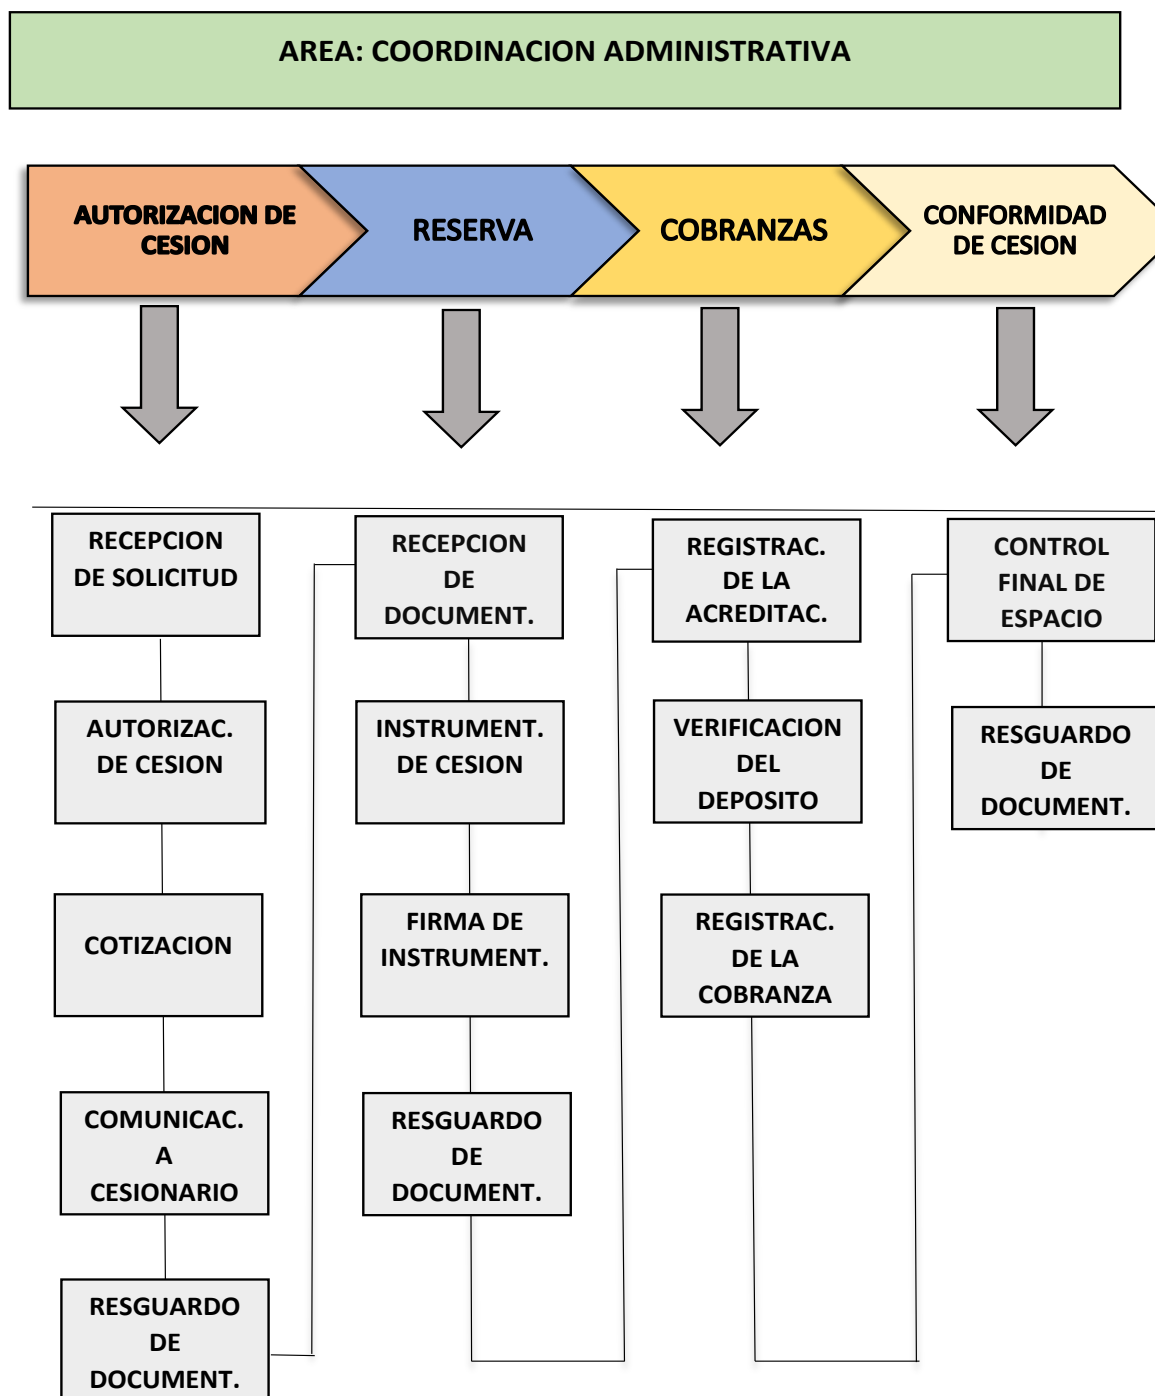 AREA: COORDINACION ADMINISTRATIVA
AUTORIZACION DE
CESION
RESERVA
COBRANZAS
CONFORMIDAD
DE CESION
RECEPCION
DE SOLICITUD
AUTORIZAC.
DE CESION
COTIZACION
COMUNICAC.
A
CESIONARIO
RESGUARDO
DE
DOCUMENT.
RECEPCION
DE
DOCUMENT.
INSTRUMENT.
DE CESION
FIRMA DE
INSTRUMENT.
RESGUARDO
DE
DOCUMENT.
REGISTRAC.
DE LA
ACREDITAC.
VERIFICACION
DEL
DEPOSITO
REGISTRAC.
DE LA
COBRANZA
CONTROL
FINAL DE
ESPACIO
RESGUARDO
DE
DOCUMENT.